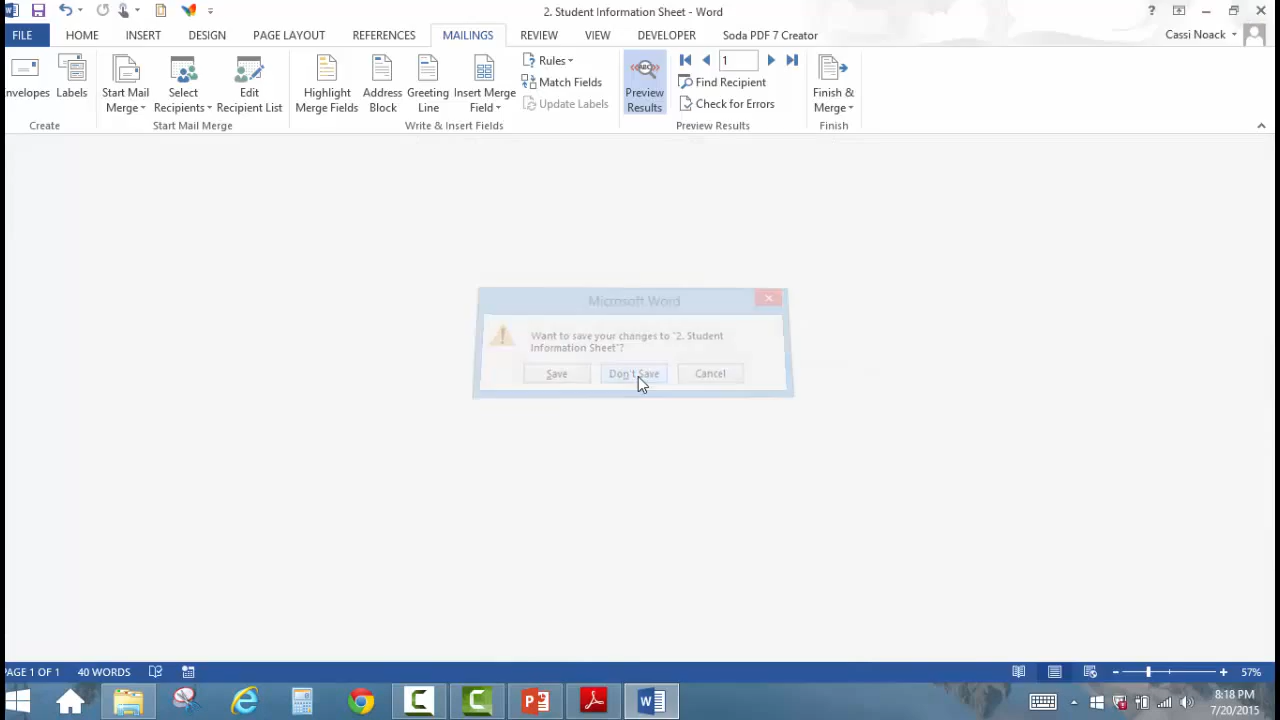 2. Student Information Sheet - Word
FILE HOME INSERT DESIGN PAGE LAYOUT REFERENCES MAILINGS REVIEW VIEW DEVELOPER Soda PDF 7 Creator Cassi Noack
nvelopes Labels Start Mail Merge Select Recipients Edit Recipient List Highlight Merge Fields Address Block Greeting Line Insert Merge Field
Rules
Match Fields
Update Labels
ABC
Preview Results
1
Find Recipient
Check for Errors
Finish & Merge
Create Start Mail Merge Write & Insert Fields Preview Results Finish
Microsoft Word
Want to save your changes to "2. Student
Information Sheet"?
Save Don't Save Cancel
PAGE 1 OF 1 40 WORDS 57%
8:18 PM
7/20/2015